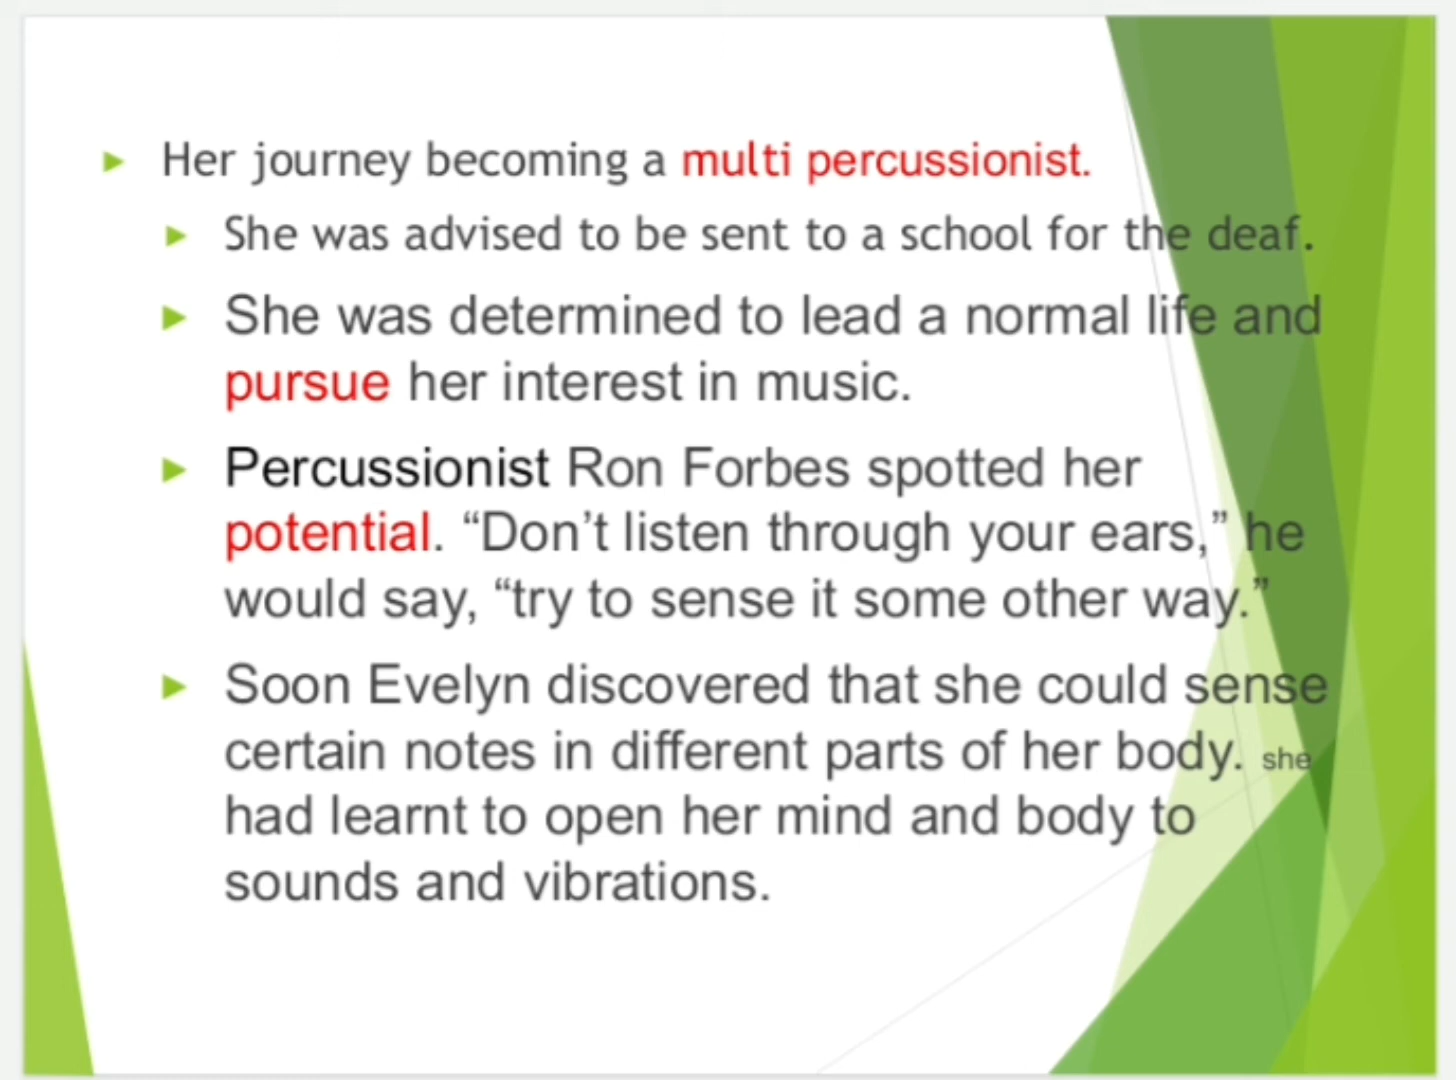 Her journey becoming a multi percussionist.
She was advised to be sent to a school for the deaf.
She was determined to lead a normal life and
pursue her interest in music.
Percussionist Ron Forbes spotted her
potential. “Don’t listen through your ears,” he
would say, “try to sense it some other way.”
Soon Evelyn discovered that she could sense
certain notes in different parts of her body. she
had learnt to open her mind and body to
sounds and vibrations.